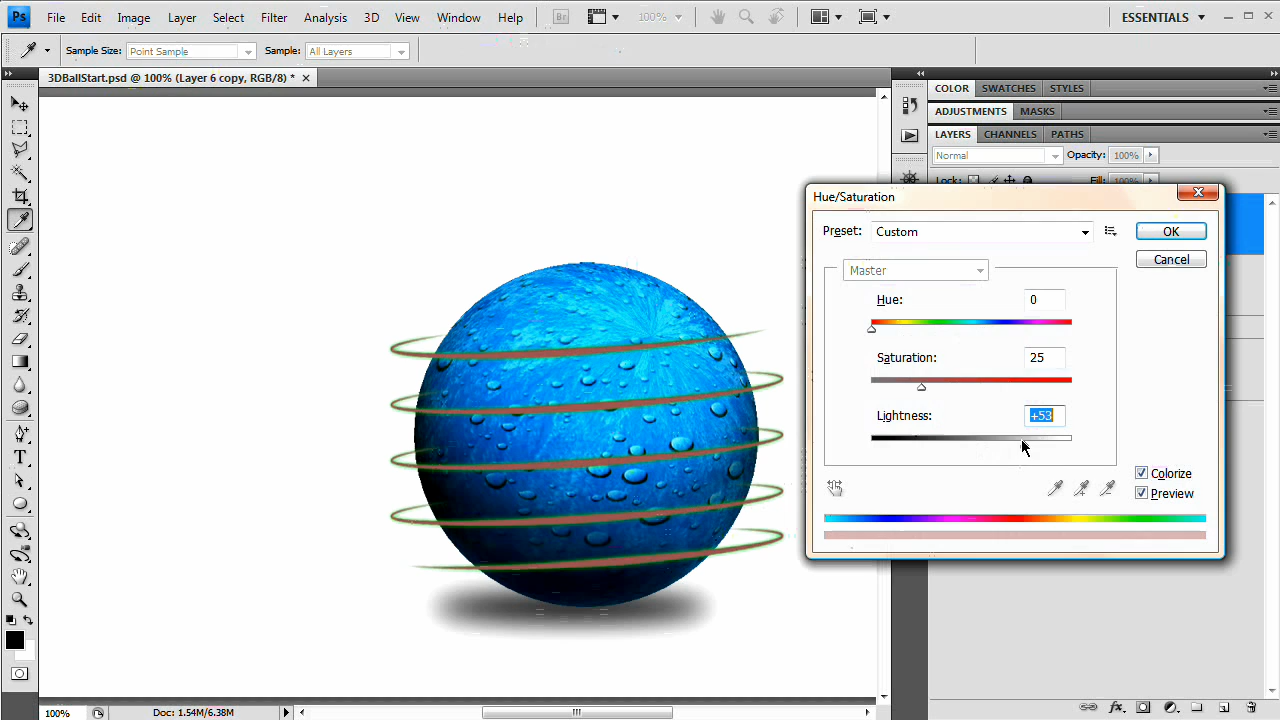 Ps File Edit Image Layer Select Filter Analysis 3D View Window Help Br 100% ESSENTIALS
Sample Size: Point Sample Sample: All Layers
3DBallStart.psd @ 100% (Layer 6 copy, RGB/8) *
COLOR SWATCHES STYLES
ADJUSTMENTS MASKS
LAYERS CHANNELS PATHS
Normal Opacity: 100%
Lock: Fill: 100%
Hue/Saturation
Preset: Custom OK
Cancel
Master
Hue: 0
Saturation: 25
Lightness: +53
Colorize
Preview
100% Doc: 1.54M/6.38M